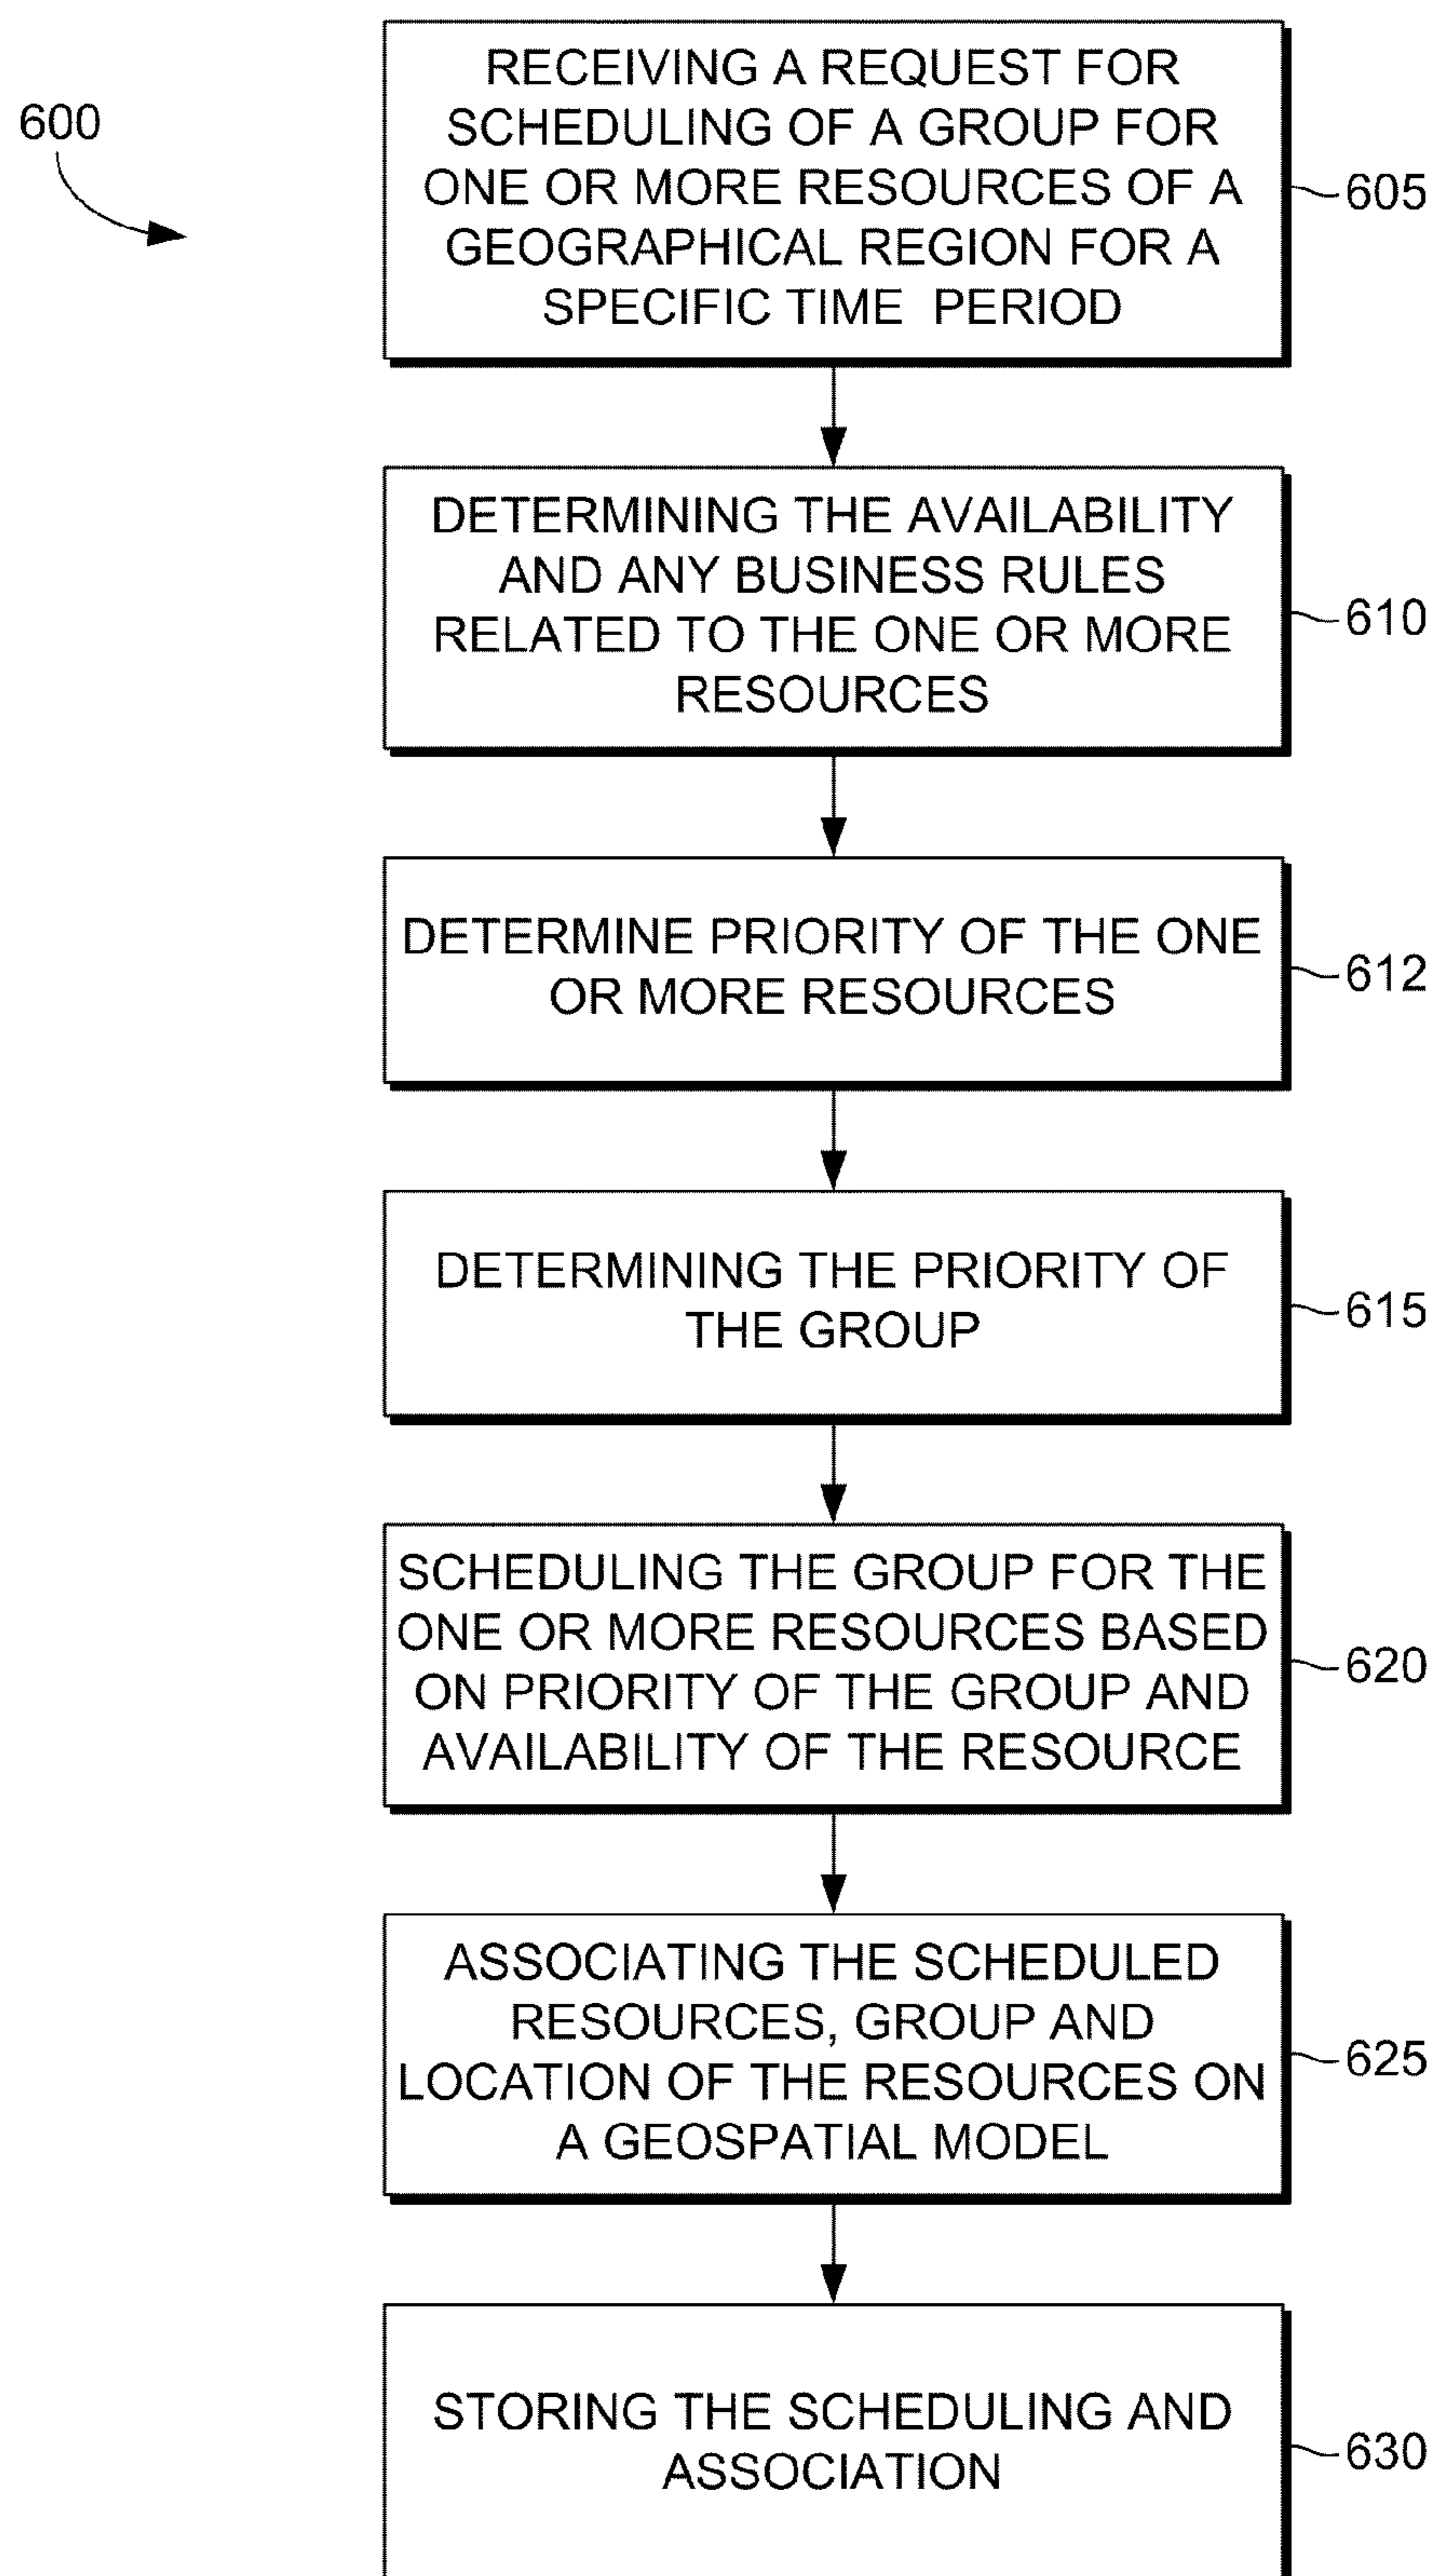 600
RECEIVING A REQUEST FOR
SCHEDULING OF A GROUP FOR
ONE OR MORE RESOURCES OF A
GEOGRAPHICAL REGION FOR A
SPECIFIC TIME PERIOD
605
DETERMINING THE AVAILABILITY
AND ANY BUSINESS RULES
RELATED TO THE ONE OR MORE
RESOURCES
610
DETERMINE PRIORITY OF THE ONE
OR MORE RESOURCES
612
DETERMINING THE PRIORITY OF
THE GROUP
615
SCHEDULING THE GROUP FOR THE
ONE OR MORE RESOURCES BASED
ON PRIORITY OF THE GROUP AND
AVAILABILITY OF THE RESOURCE
620
ASSOCIATING THE SCHEDULED
RESOURCES, GROUP AND
LOCATION OF THE RESOURCES ON
A GEOSPATIAL MODEL
625
STORING THE SCHEDULING AND
ASSOCIATION
630